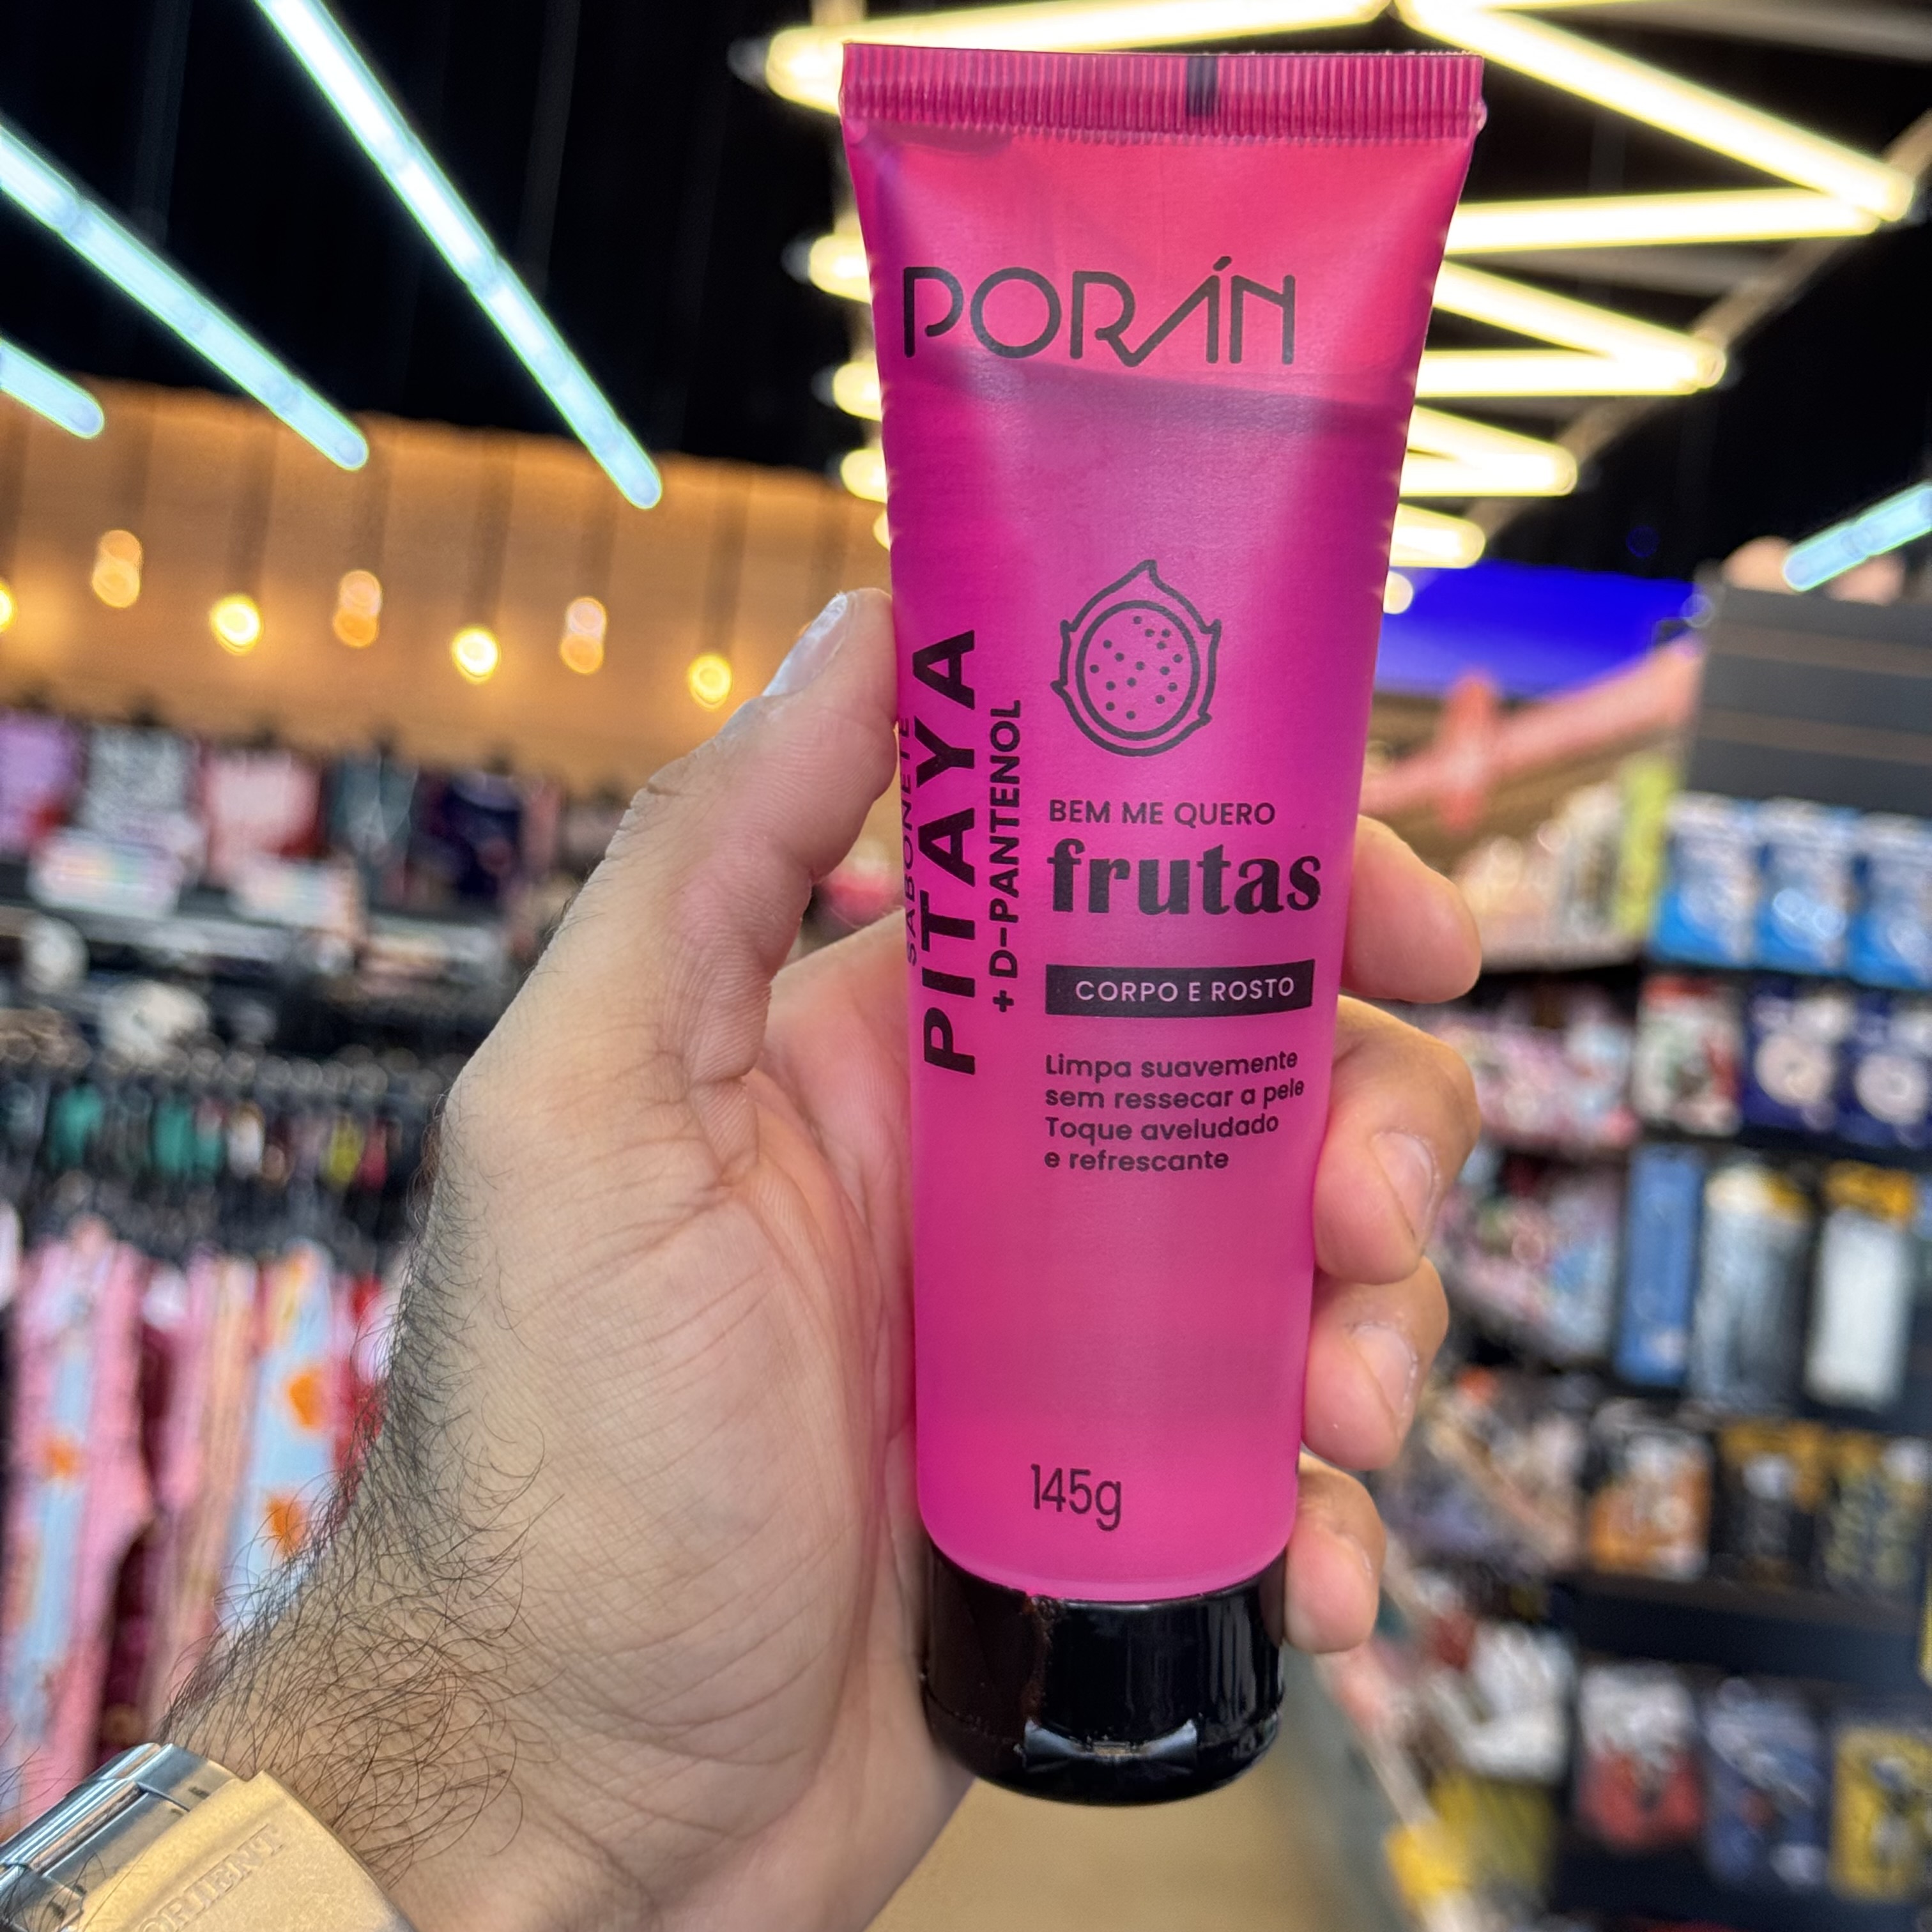 PORÁN
SABONETE
PITAYA
+ D-PANTENOL
BEM ME QUERO
frutas
CORPO E ROSTO
Limpa suavemente
sem ressecar a pele
Toque aveludado
e refrescante
145g
ORIENT